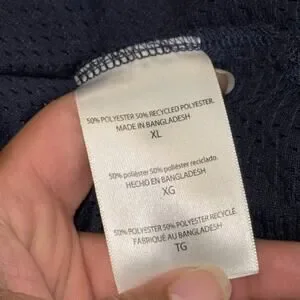 50% POLYESTER 50% RECYCLED POLYESTER.
MADE IN BANGLADESH
XL
50% poliéster 50% poliéster reciclado.
HECHO EN BANGLADESH
XG
50% POLYESTER 50% POLYESTER RECYCLE.
FABRIQUÉ AU BANGLADESH
TG